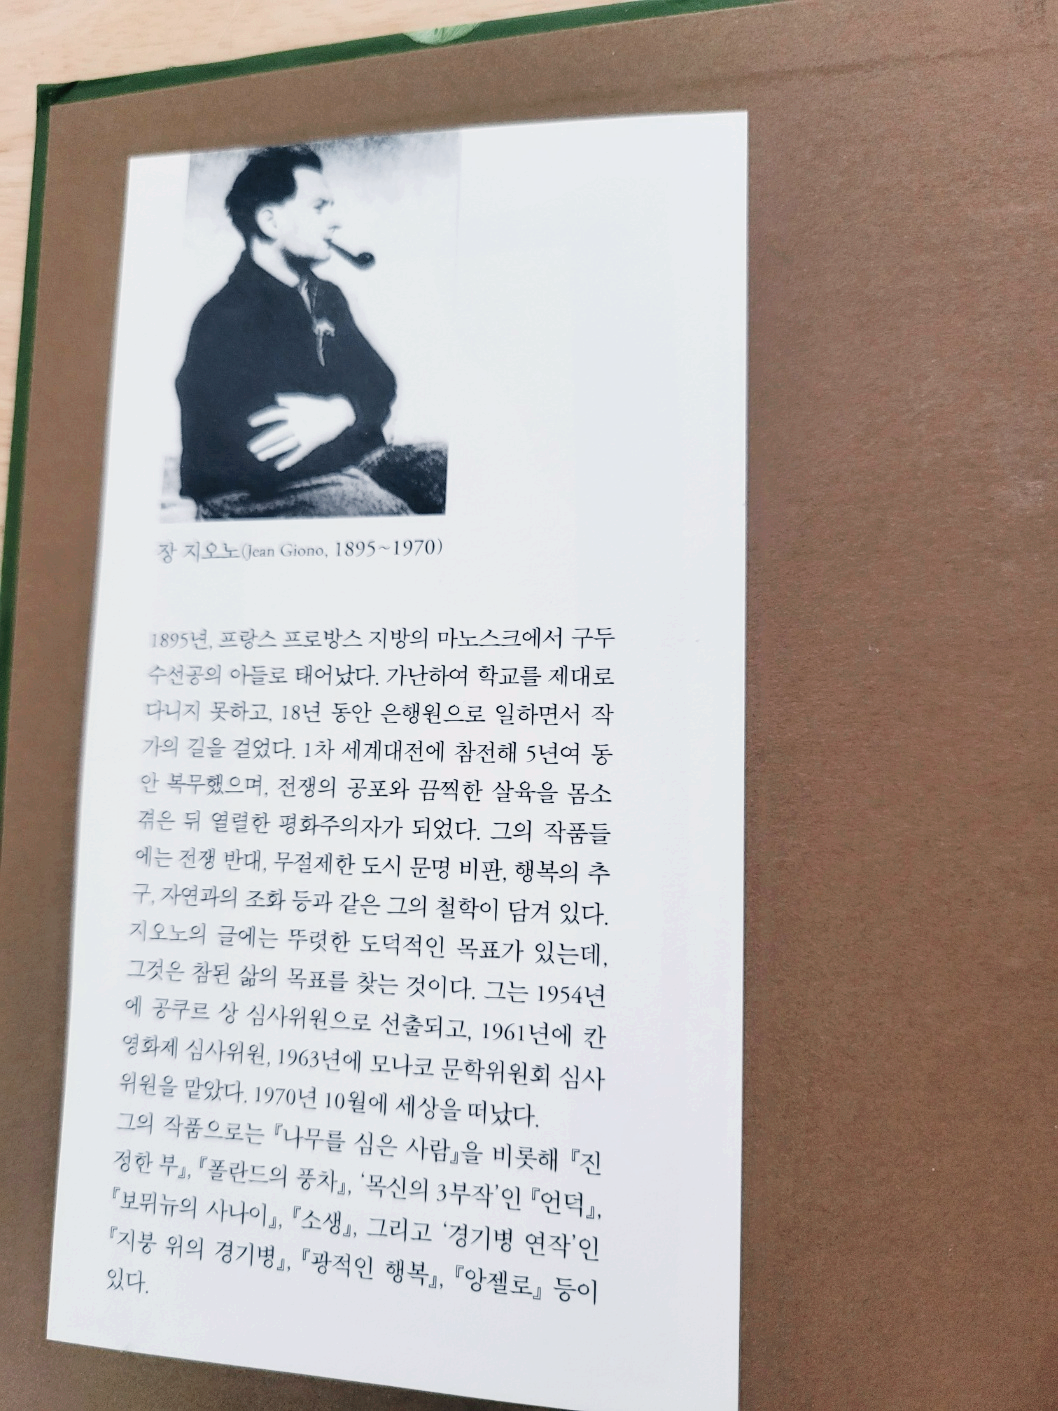 장 지오노(Jean Giono, 1895~1970)
1895년, 프랑스 프로방스 지방의 마노스크에서 구두
수선공의 아들로 태어났다. 가난하여 학교를 제대로
다니지 못하고, 18년 동안 은행원으로 일하면서 작
가의 길을 걸었다. 1차 세계대전에 참전해 5년여 동
안 복무했으며, 전쟁의 공포와 끔찍한 살육을 몸소
겪은 뒤 열렬한 평화주의자가 되었다. 그의 작품들
에는 전쟁 반대, 무절제한 도시 문명 비판, 행복의 추
구, 자연과의 조화 등과 같은 그의 철학이 담겨 있다.
지오노의 글에는 뚜렷한 도덕적인 목표가 있는데,
그것은 참된 삶의 목표를 찾는 것이다. 그는 1954년
에 공쿠르 상 심사위원으로 선출되고, 1961년에 칸
영화제 심사위원, 1963년에 모나코 문학위원회 심사
위원을 맡았다. 1970년 10월에 세상을 떠났다.
그의 작품으로는 『나무를 심은 사람』을 비롯해 『진
정한 부』, 『폴란드의 풍차』, ‘목신의 3부작’인 『언덕』,
『보뮈뉴의 사나이』, 『소생』, 그리고 ‘경기병 연작’인
『지붕 위의 경기병』, 『광적인 행복』, 『앙젤로』 등이
있다.